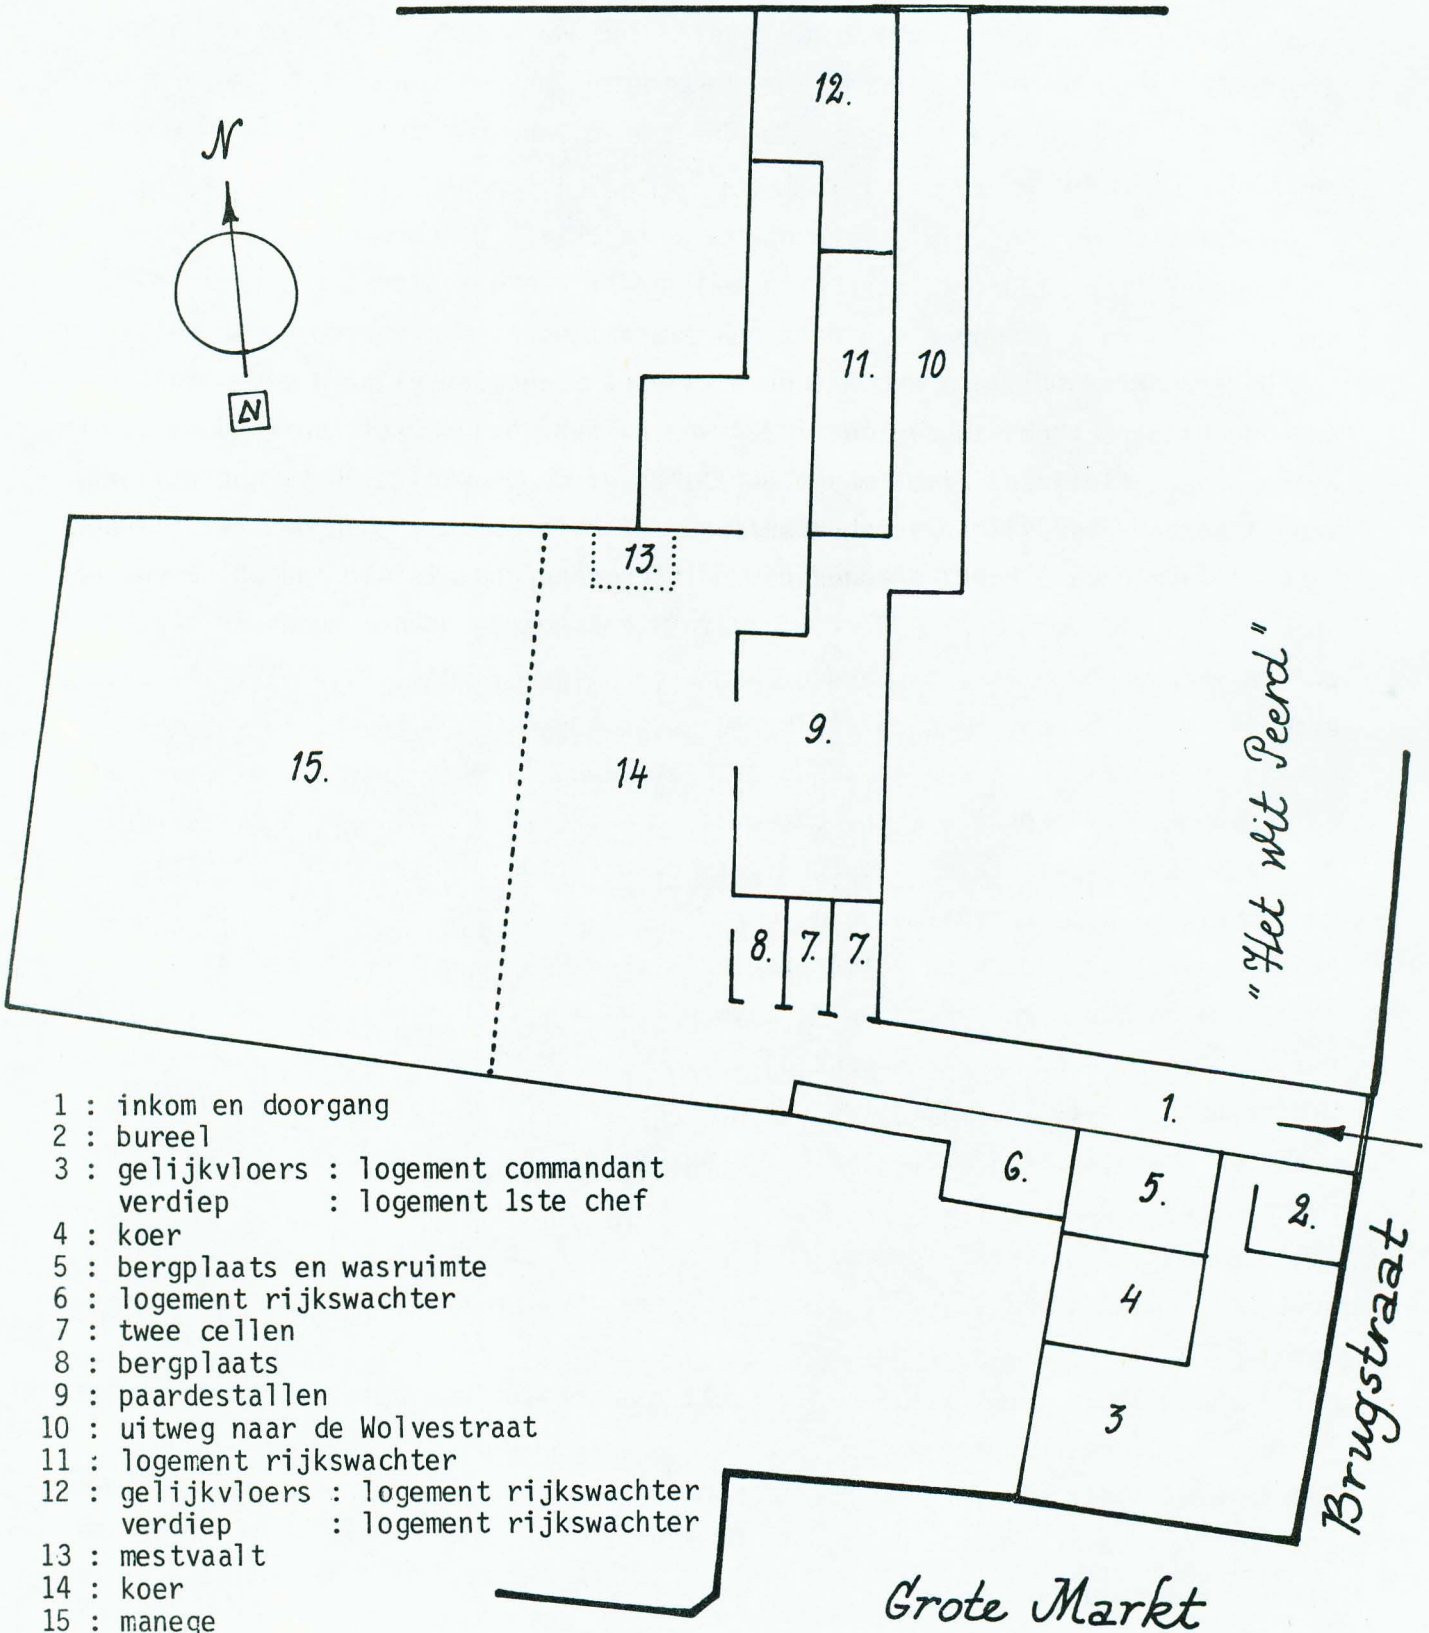 12.
N
11.
10
N
13.
9.
15.
14
"Het wit Peerd"
8.
7.
7.
1.
6.
5.
2.
4
3
Brugstraat
Grote Markt
1 : inkom en doorgang
2 : bureel
3 : gelijkvloers : logement commandant
verdiep : logement 1ste chef
4 : koer
5 : bergplaats en wasruimte
6 : logement rijkswachter
7 : twee cellen
8 : bergplaats
9 : paardestallen
10 : uitweg naar de Wolvestraat
11 : logement rijkswachter
12 : gelijkvloers : logement rijkswachter
verdiep : logement rijkswachter
13 : mestvaalt
14 : koer
15 : manege